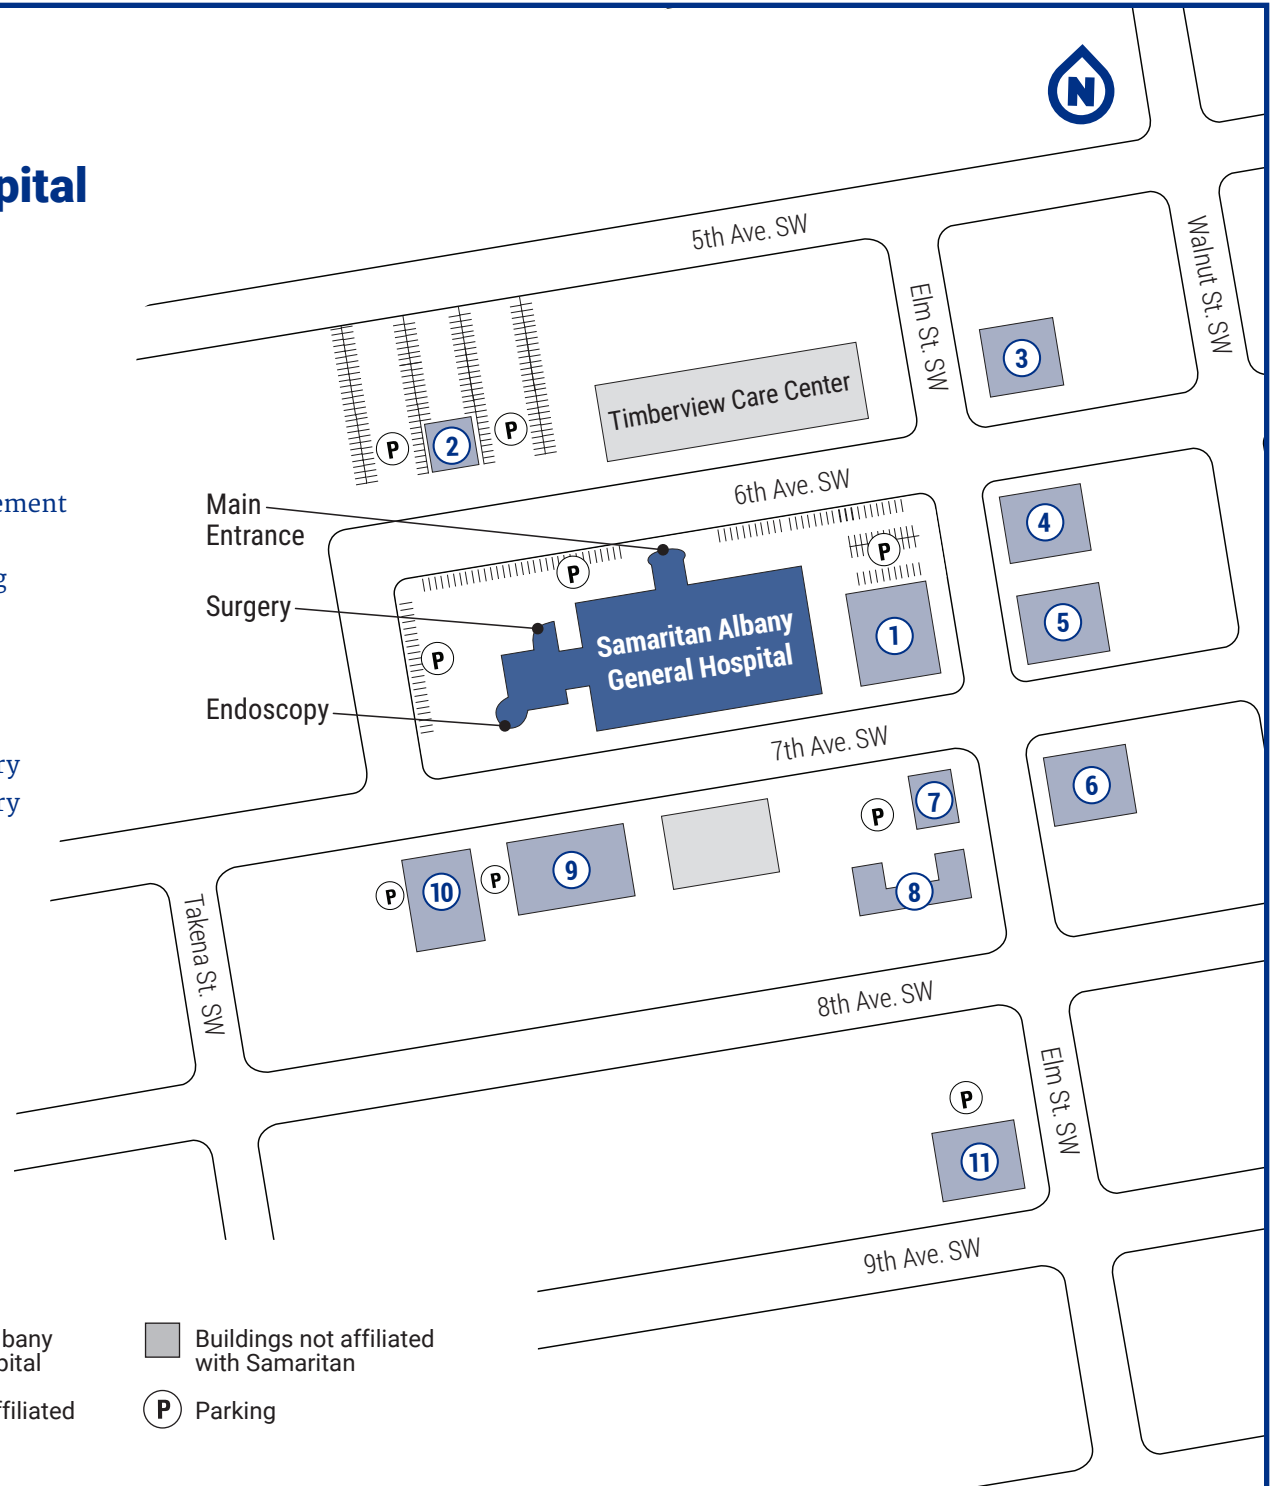 N
pital
5th Ave. SW
Walnut St. SW
Elm St. SW
3
Timberview Care Center
P
2
P
ement
Main
Entrance
6th Ave. SW
4
P
P
g
Surgery
Samaritan Albany
General Hospital
1
5
P
Endoscopy
7th Ave. SW
ry
ry
6
7
P
9
P
10
P
8
Takena St. SW
8th Ave. SW
Elm St. SW
P
11
9th Ave. SW
bany
pital
Buildings not affiliated
with Samaritan
ffiliated
P Parking